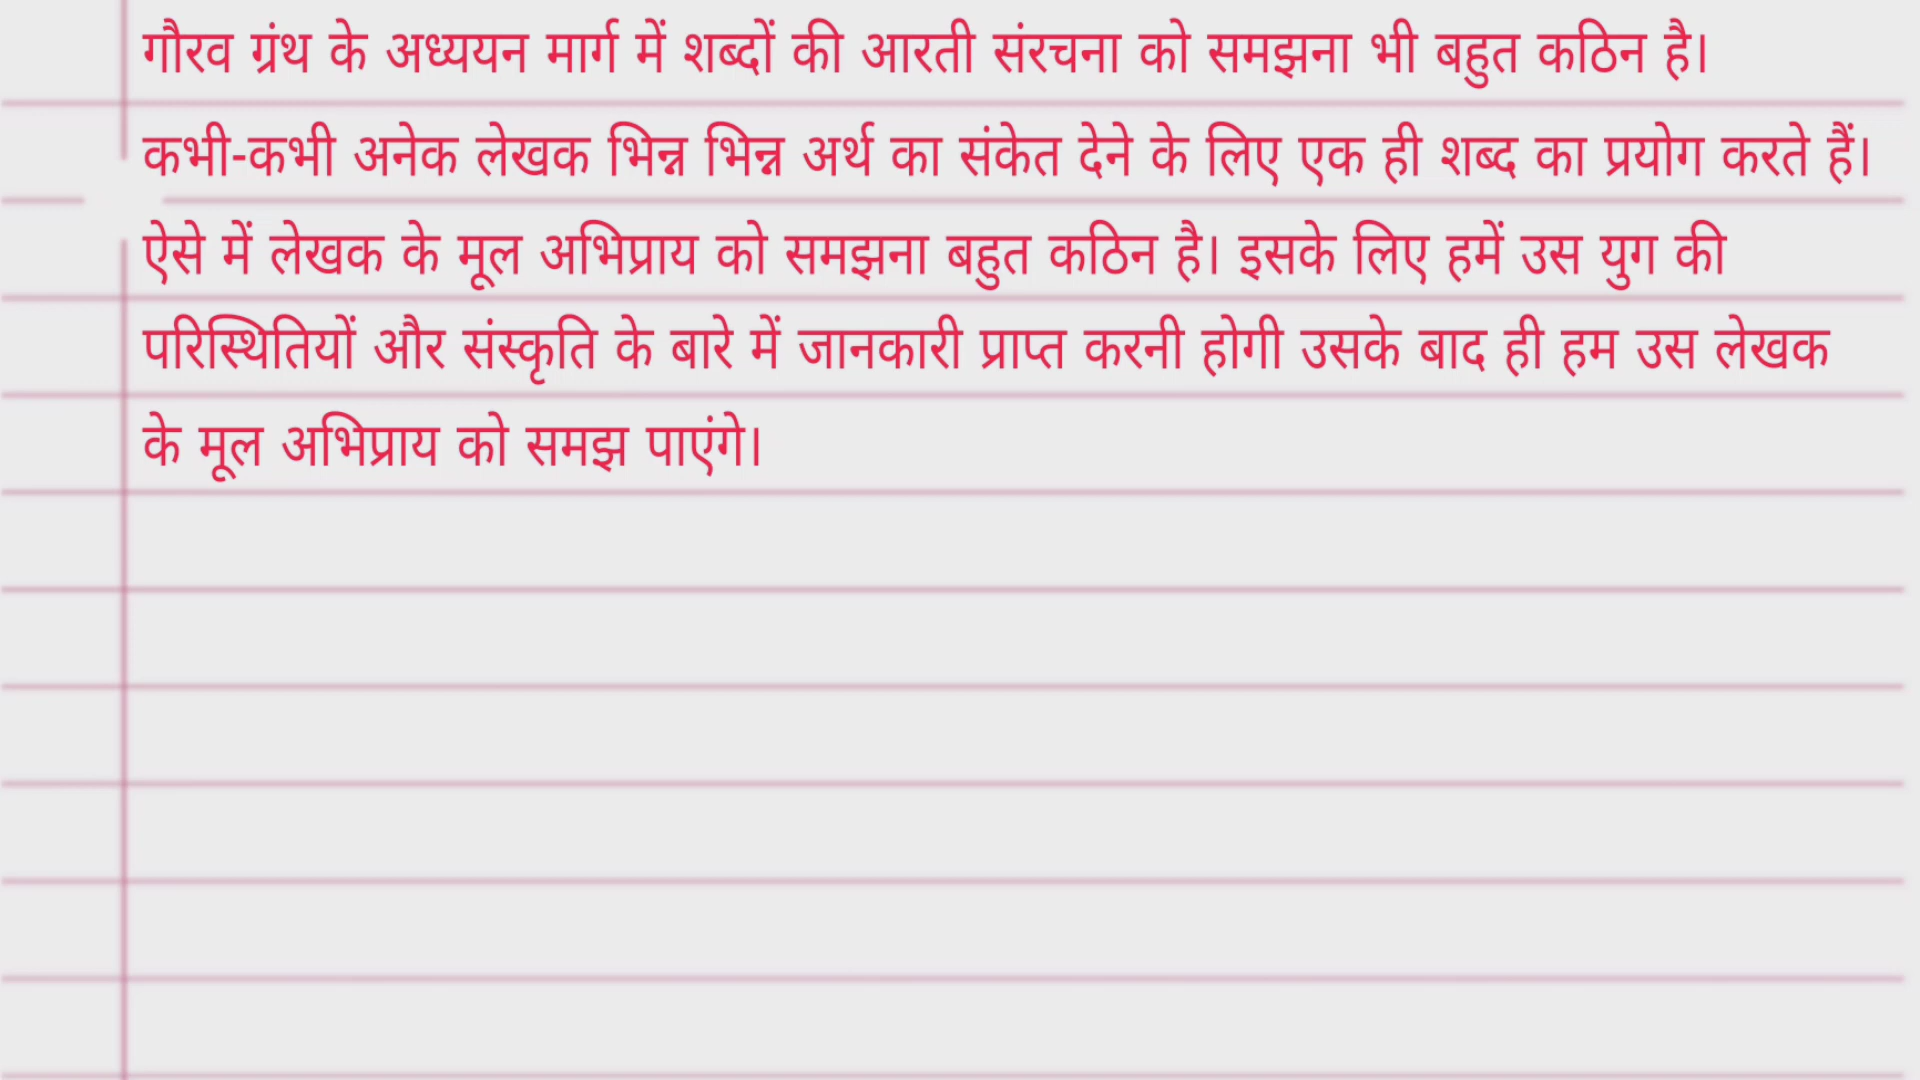 गौरव ग्रंथ के अध्ययन मार्ग में शब्दों की आरती संरचना को समझना भी बहुत कठिन है।
कभी-कभी अनेक लेखक भिन्न भिन्न अर्थ का संकेत देने के लिए एक ही शब्द का प्रयोग करते हैं।
ऐसे में लेखक के मूल अभिप्राय को समझना बहुत कठिन है। इसके लिए हमें उस युग की
परिस्थितियों और संस्कृति के बारे में जानकारी प्राप्त करनी होगी उसके बाद ही हम उस लेखक
के मूल अभिप्राय को समझ पाएंगे।